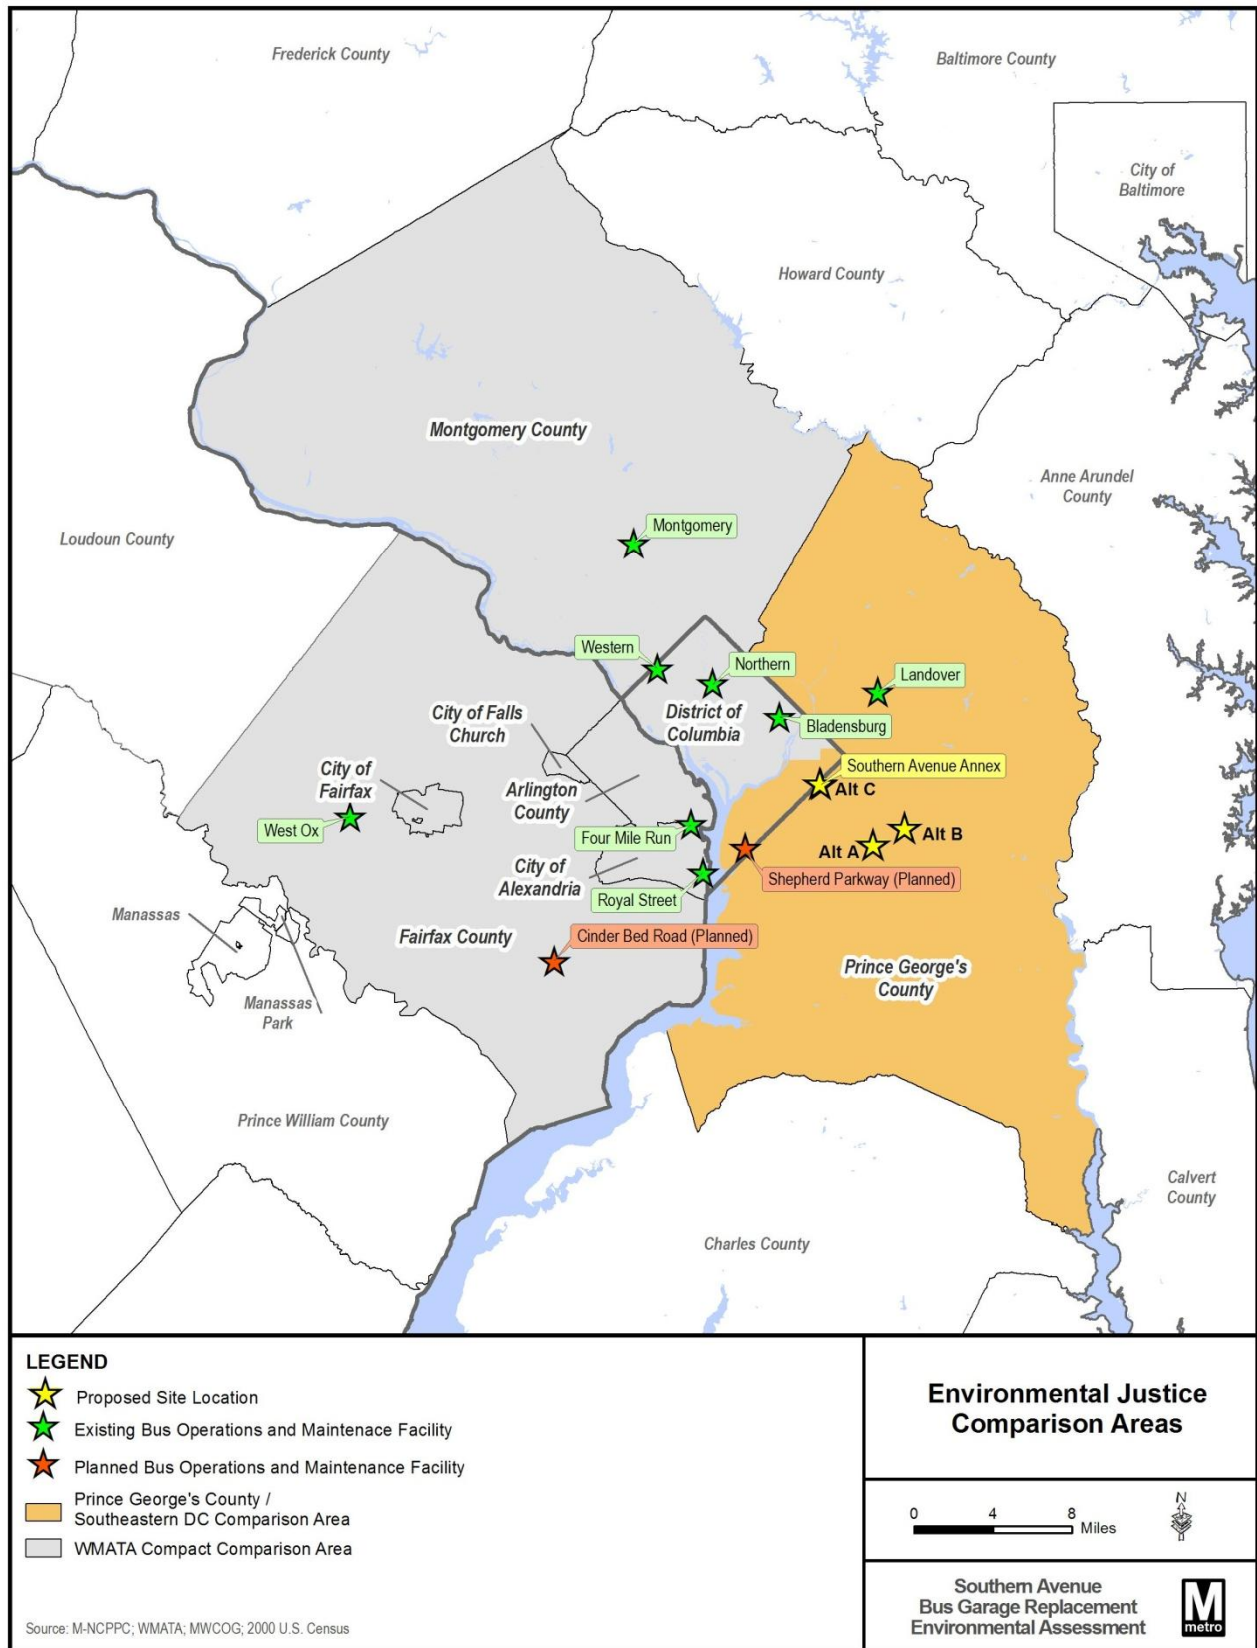 Frederick County
Baltimore County
City of
Baltimore
Howard County
Montgomery County
Anne Arundel
County
Loudoun County
Montgomery
Western
Northern
Landover
City of Falls
Church
District of
Columbia
Bladensburg
City of
Fairfax
Arlington
County
Southern Avenue Annex
Alt C
West Ox
Four Mile Run
Alt B
Alt A
City of
Alexandria
Shepherd Parkway (Planned)
Royal Street
Manassas
Fairfax County
Cinder Bed Road (Planned)
Prince George's
County
Manassas
Park
Prince William County
Calvert
County
Charles County
LEGEND
Proposed Site Location
Existing Bus Operations and Maintenace Facility
Planned Bus Operations and Maintenance Facility
Prince George's County /
Southeastern DC Comparison Area
WMATA Compact Comparison Area
Source: M-NCPPC; WMATA; MWCOG; 2000 U.S. Census
Environmental Justice
Comparison Areas
0 4 8
Miles
N
Southern Avenue
Bus Garage Replacement
Environmental Assessment
M
metro